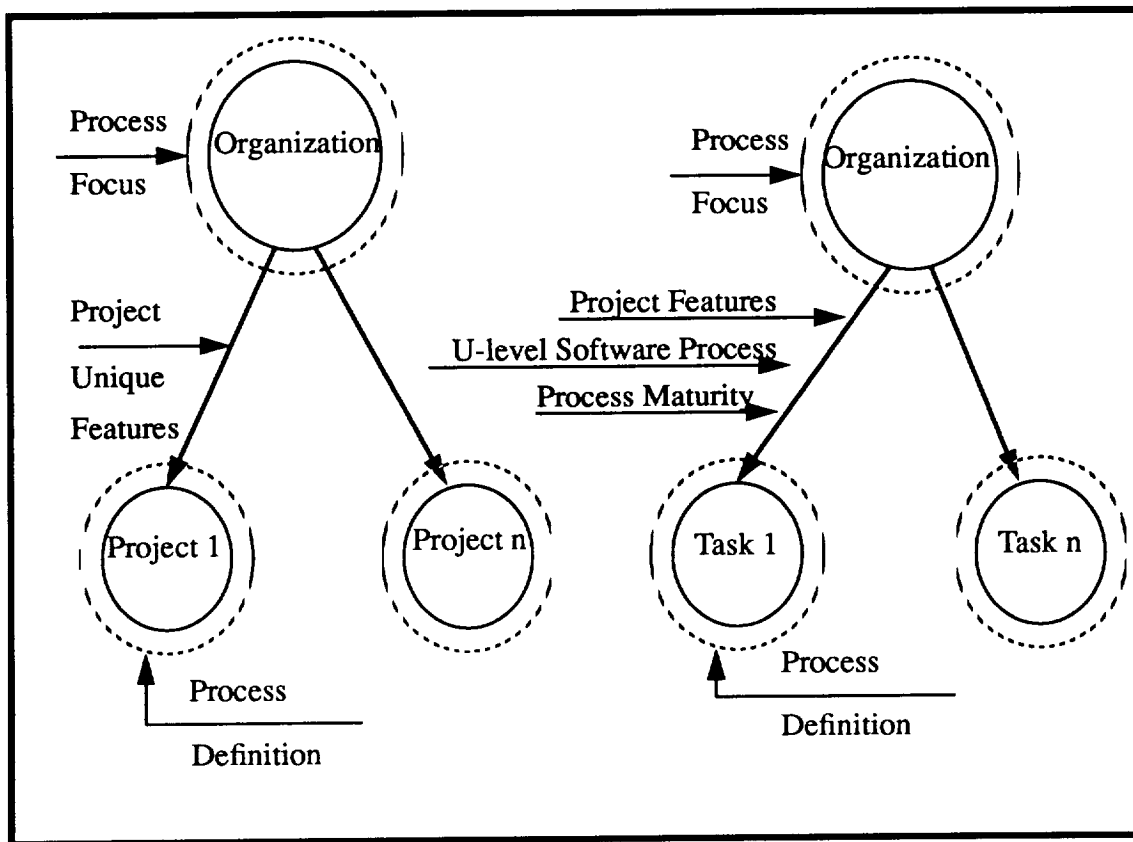 Process
Focus
Organization
Project
Unique
Features
Project 1
Project n
Process
Definition
Process
Focus
Organization
Project Features
U-level Software Process
Process Maturity
Task 1
Task n
Process
Definition